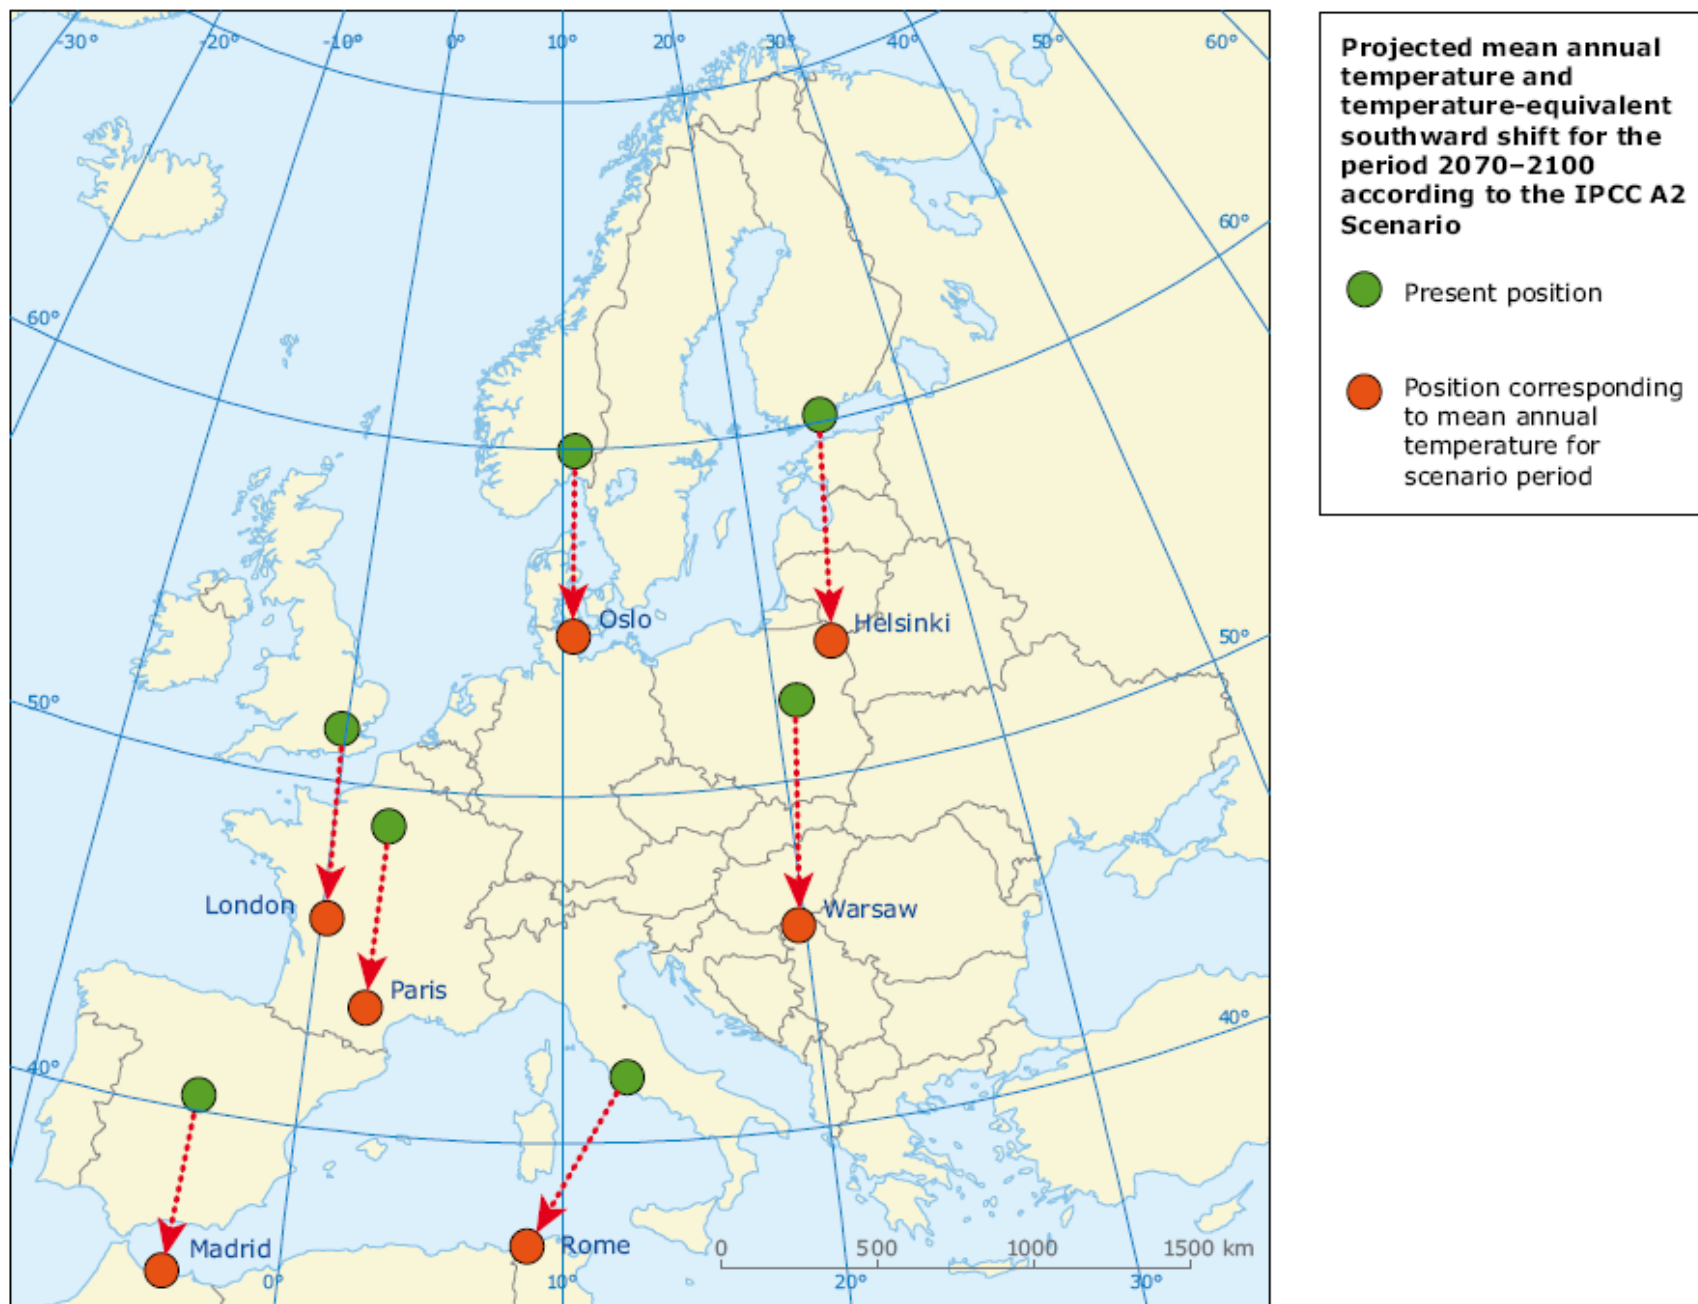 -30°
-20°
-10°
0°
10°
20°
30°
40°
50°
60°
60°
60°
50°
50°
40°
40°
Oslo
Helsinki
London
Warsaw
Paris
Madrid
Rome
0
500
1000
1500 km
0°
10°
20°
30°
Projected mean annual
temperature and
temperature-equivalent
southward shift for the
period 2070–2100
according to the IPCC A2
Scenario
Present position
Position corresponding
to mean annual
temperature for
scenario period